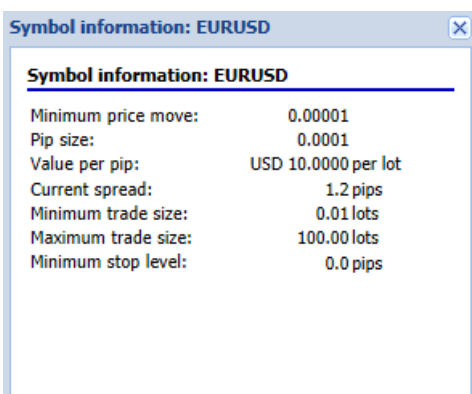 Symbol information: EURUSD
Symbol information: EURUSD
Minimum price move: 0.00001
Pip size: 0.0001
Value per pip: USD 10.0000 per lot
Current spread: 1.2 pips
Minimum trade size: 0.01 lots
Maximum trade size: 100.00 lots
Minimum stop level: 0.0 pips